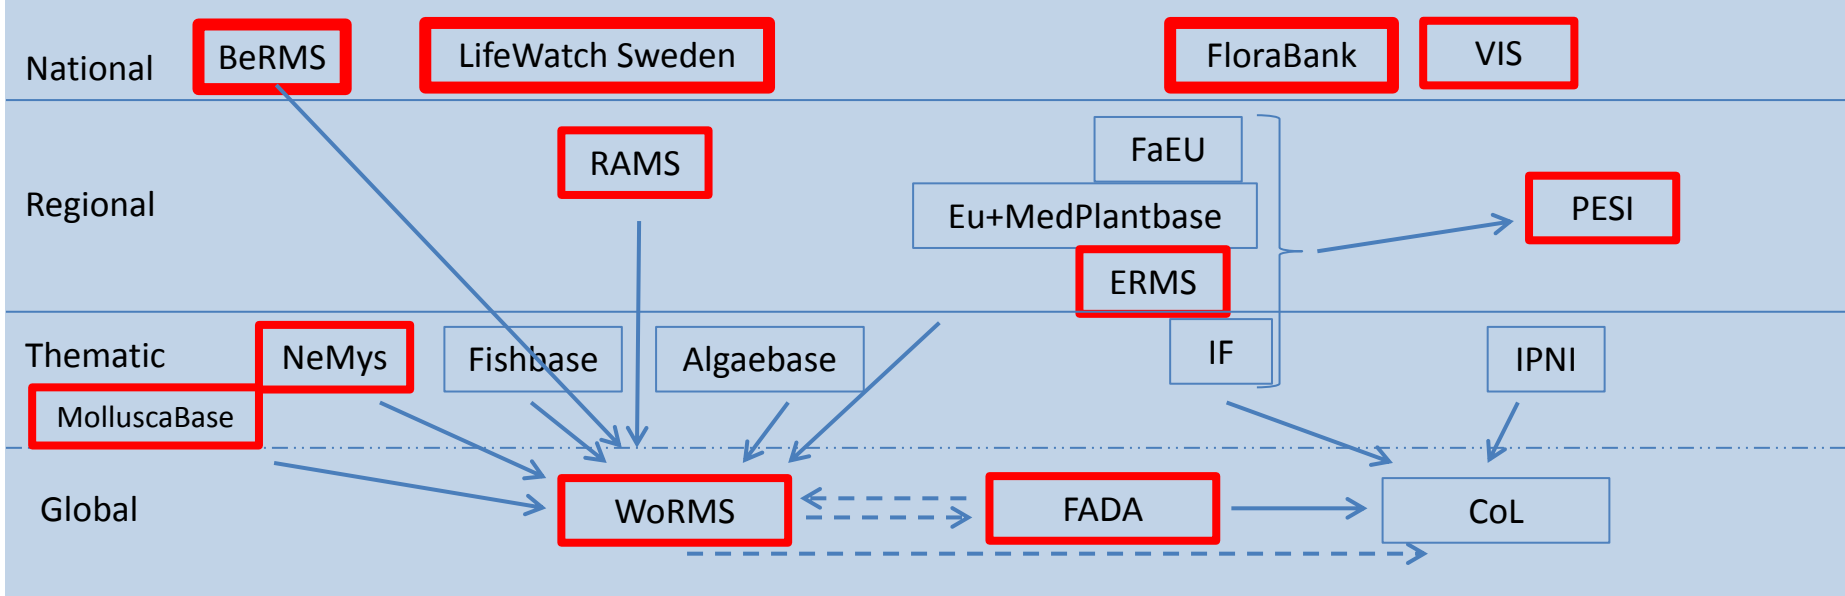 National
BeRMS
LifeWatch Sweden
FloraBank
VIS
Regional
RAMS
FaEU
Eu+MedPlantbase
ERMS
PESI
Thematic
NeMys
Fishbase
Algaebase
IF
IPNI
MolluscaBase
Global
WoRMS
FADA
CoL